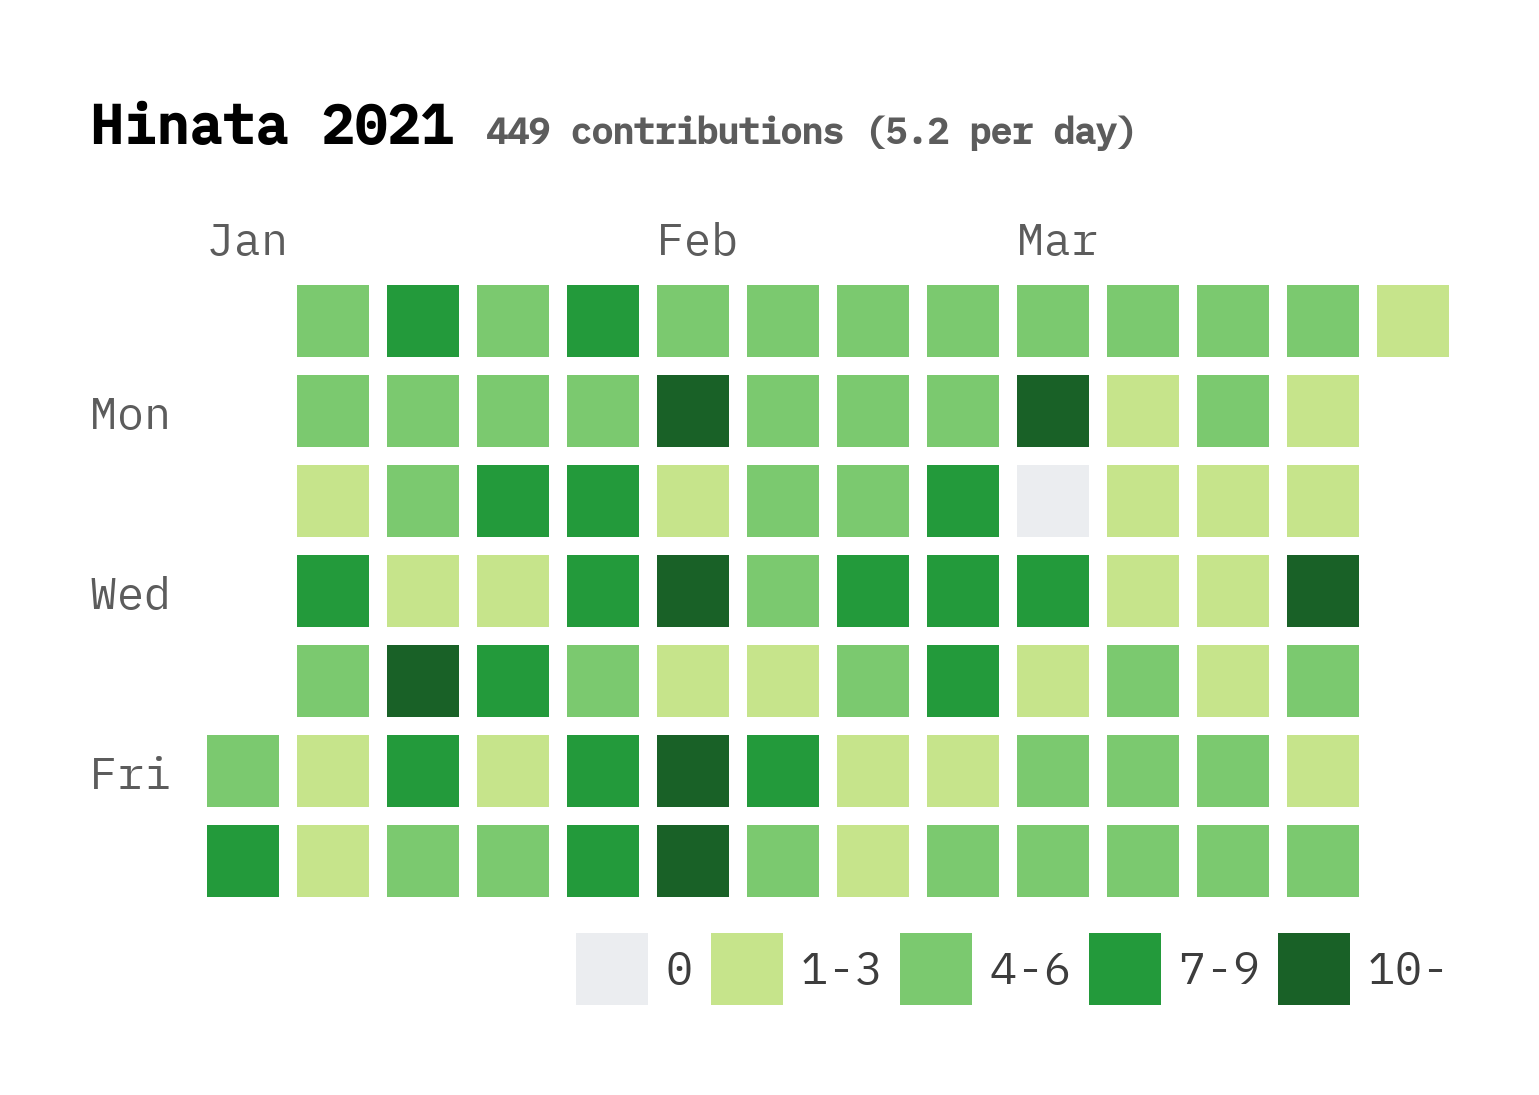 Hinata 2021 449 contributions (5.2 per day)
Jan Feb Mar
Mon
Wed
Fri
0 1-3 4-6 7-9 10-